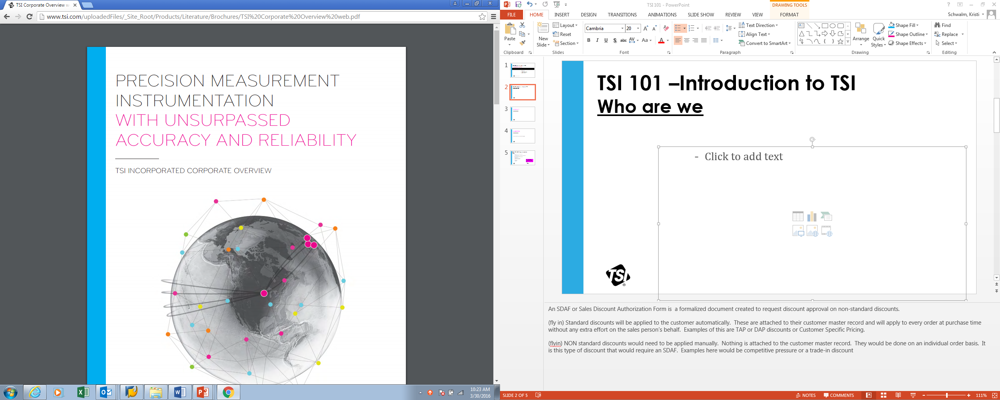 TSI Corporate Overview w
www.tsi.com/uploadedFiles/_Site_Root/Products/Literature/Brochures/TSI%20Corporate%20Overview%20web.pdf
PRECISION MEASUREMENT
INSTRUMENTATION
WITH UNSURPASSED
ACCURACY AND RELIABILITY
TSI INCORPORATED CORPORATE OVERVIEW
10:23 AM
3/30/2016
TSI 101 - PowerPoint
DRAWING TOOLS
FILE HOME INSERT DESIGN TRANSITIONS ANIMATIONS SLIDE SHOW REVIEW VIEW FORMAT
Schwalm, Kristi
Paste
Clipboard
New
Slide
Layout
Reset
Section
Slides
Cambria 20
B I U S abc AV Aa A
Font
Text Direction
Align Text
Convert to SmartArt
Paragraph
Arrange
Quick
Styles
Shape Fill
Shape Outline
Shape Effects
Drawing
Find
Replace
Select
Editing
1
2
3
4
5
TSI 101 –Introduction to TSI
Who are we
- Click to add text
TSI
®
An SDAF or Sales Discount Authorization Form is  a formalized document created to request discount approval on non-standard discounts.
(fly in) Standard discounts will be applied to the customer automatically.  These are attached to their customer master record and will apply to every order at purchase time
without any extra effort on the sales person's behalf.  Examples of this are TAP or DAP discounts or Customer Specific Pricing.
(flyin) NON standard discounts would need to be applied manually.  Nothing is attached to the customer master record.  They would be done on an individual order basis.  It
is this type of discount that would require an SDAF.  Examples here would be competitive pressure or a trade-in discount
SLIDE 2 OF 5
NOTES
COMMENTS
111%